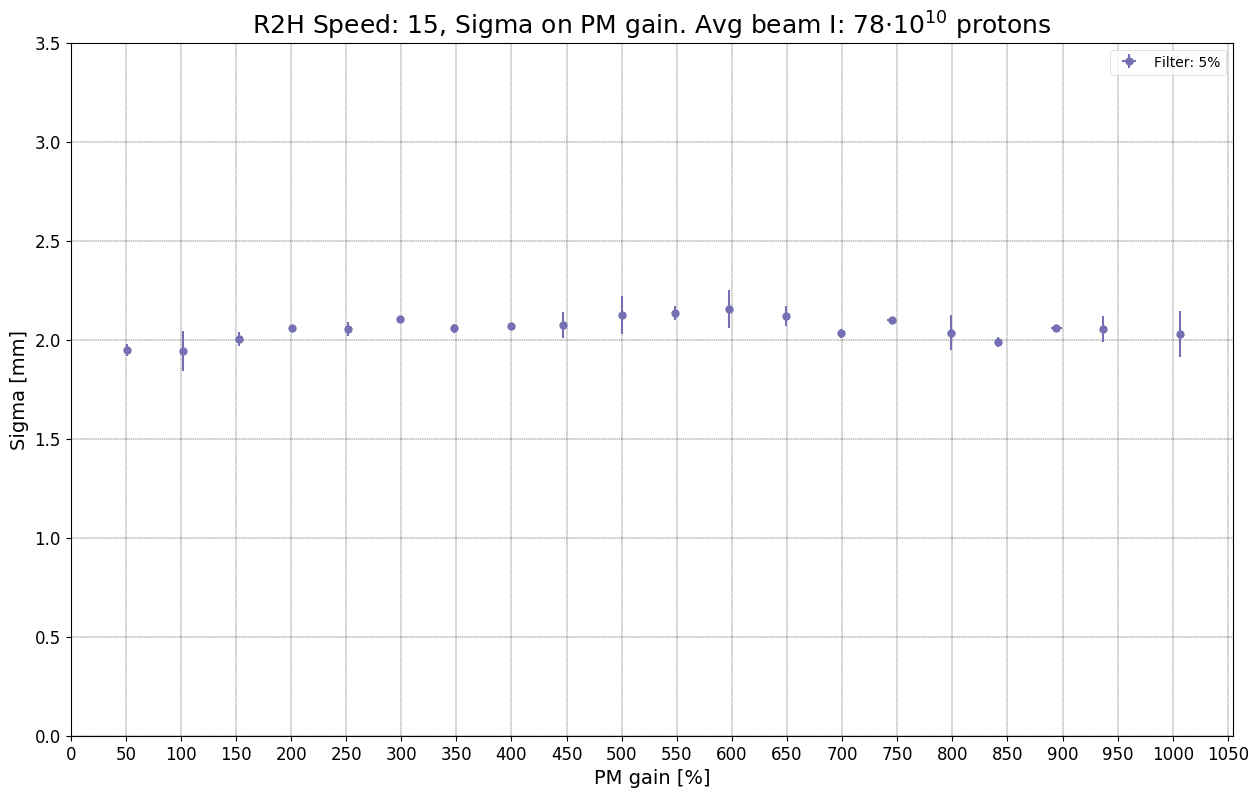 R2H Speed: 15, Sigma on PM gain. Avg beam I: 78·10¹⁰ protons
Filter: 5%
3.5
3.0
2.5
2.0
1.5
1.0
0.5
0.0
Sigma [mm]
0 50 100 150 200 250 300 350 400 450 500 550 600 650 700 750 800 850 900 950 1000 1050
PM gain [%]